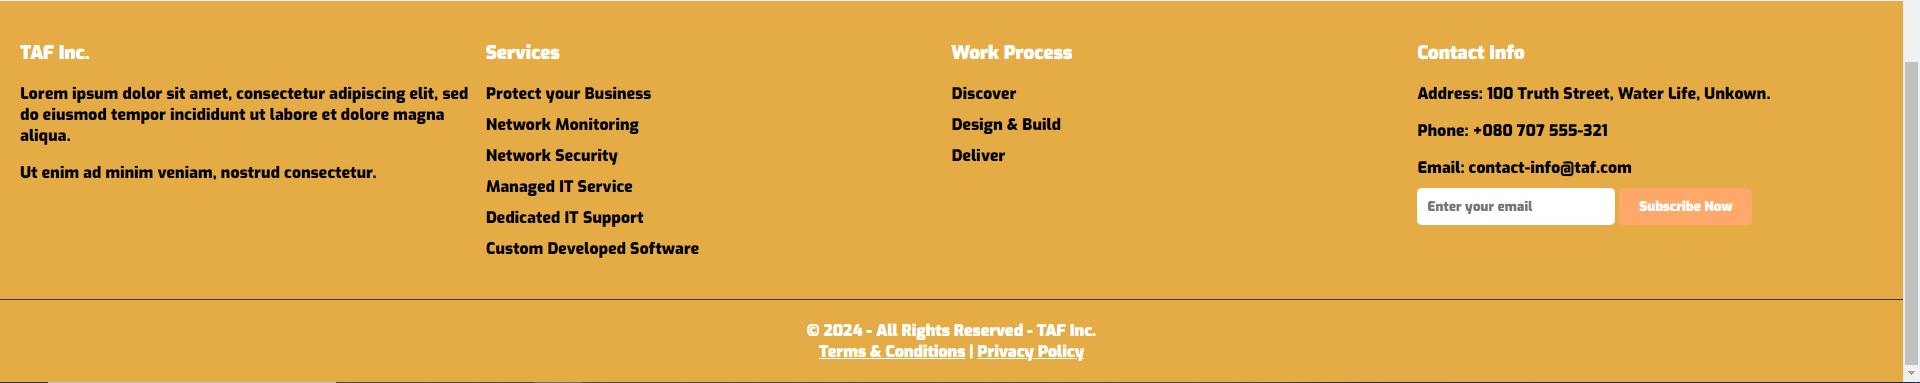 TAF Inc.
Lorem ipsum dolor sit amet, consectetur adipiscing elit, sed
do eiusmod tempor incididunt ut labore et dolore magna
aliqua.
Ut enim ad minim veniam, nostrud consectetur.
Services
Protect your Business
Network Monitoring
Network Security
Managed IT Service
Dedicated IT Support
Custom Developed Software
Work Process
Discover
Design & Build
Deliver
Contact Info
Address: 100 Truth Street, Water Life, Unkown.
Phone: +080 707 555-321
Email: contact-info@taf.com
Enter your email
Subscribe Now
© 2024 - All Rights Reserved - TAF Inc.
Terms & Conditions | Privacy Policy